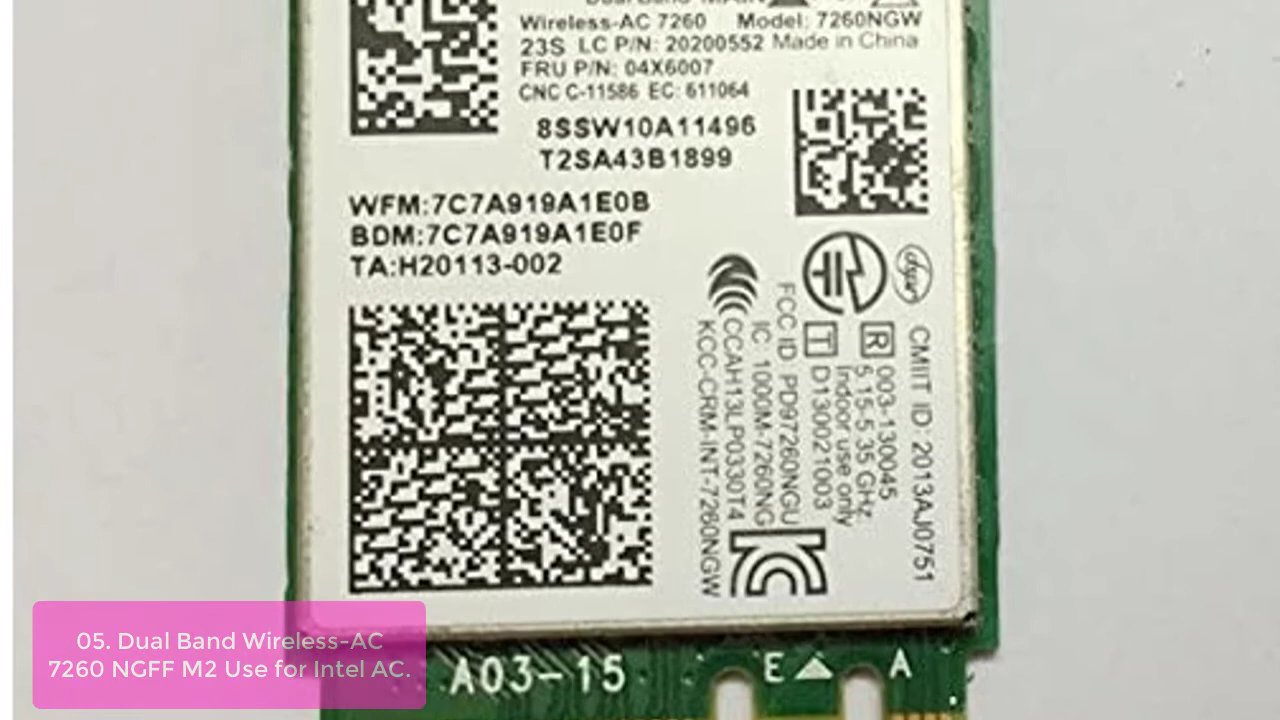 Wireless-AC 7260 Model: 7260NGW
23S LC P/N: 20200552 Made in China
FRU P/N: 04X6007
CNC C-11586 EC: 611064
8SSW10A11496
T2SA43B1899
WFM:7C7A919A1E0B
BDM:7C7A919A1E0F
TA:H20113-002
CMIIT ID: 2013AJ0751
R 003-130045
5.15-5.35 GHz
Indoor use only
T D130021003
FCC ID PD97260NGU
IC: 1000M-7260NG
CCAH13LP0330T4
KCC-CRM-INT-7260NGW
05. Dual Band Wireless-AC
7260 NGFF M2 Use for Intel AC.
A03-15
E A